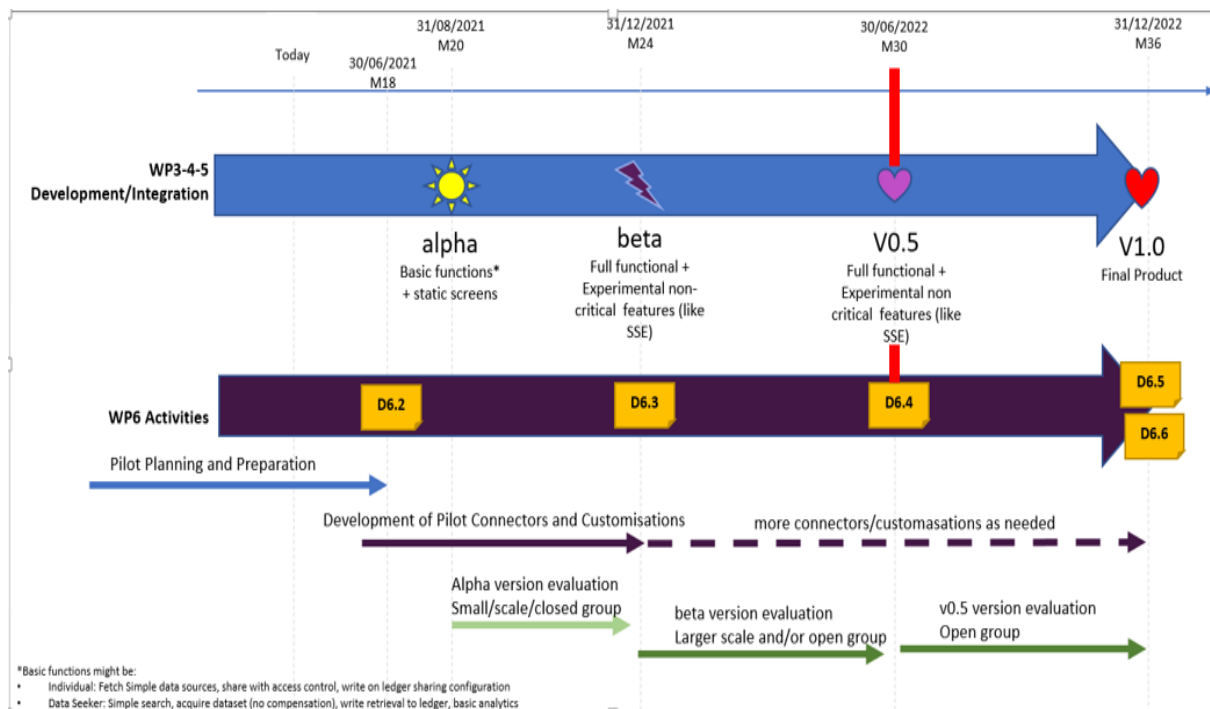 31/08/2021
M20
31/12/2021
M24
30/06/2022
M30
31/12/2022
M36
Today
30/06/2021
M18
WP3-4-5
Development/Integration
alpha
Basic functions*
+ static screens
beta
Full functional +
Experimental non-
critical features (like
SSE)
V0.5
Full functional +
Experimental non
critical features (like
SSE)
V1.0
Final Product
WP6 Activities
D6.2
D6.3
D6.4
D6.5
D6.6
Pilot Planning and Preparation
Development of Pilot Connectors and Customisations
more connectors/customasations as needed
Alpha version evaluation
Small/scale/closed group
beta version evaluation
Larger scale and/or open group
v0.5 version evaluation
Open group
*Basic functions might be:
• Individual: Fetch Simple data sources, share with access control, write on ledger sharing configuration
• Data Seeker: Simple search, acquire dataset (no compensation), write retrieval to ledger, basic analytics